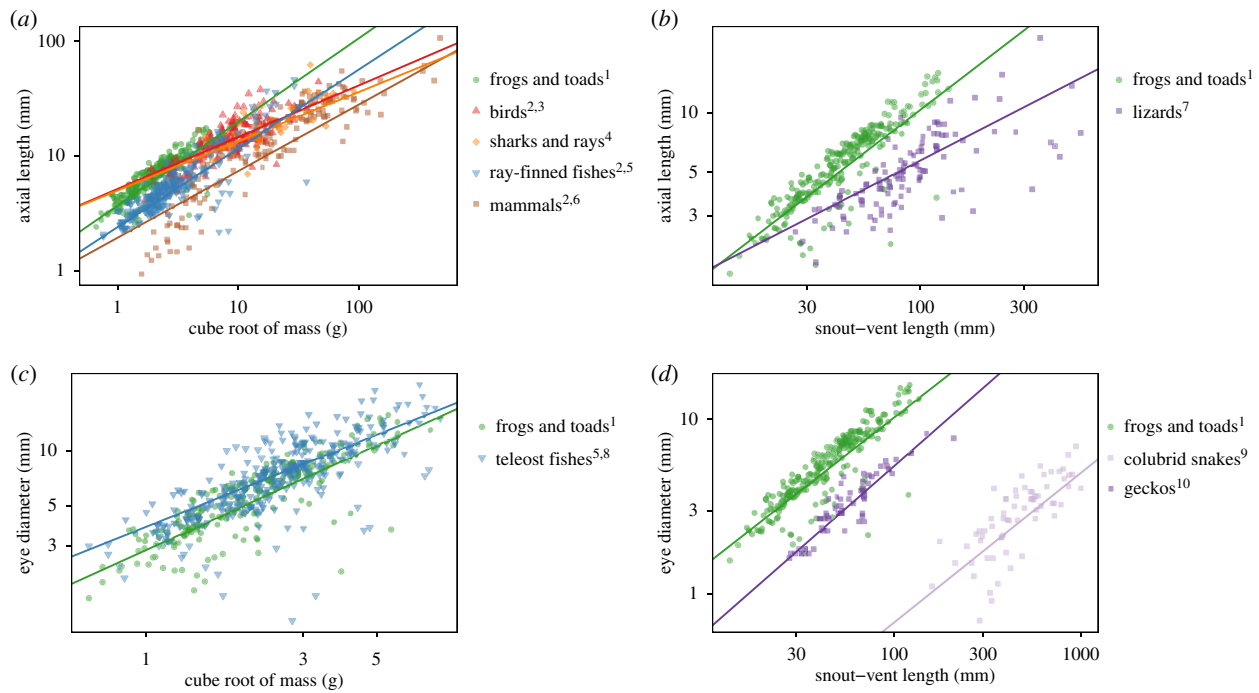 (a)
100
10
1
axial length (mm)
1 10 100
cube root of mass (g)
frogs and toads¹
birds²,³
sharks and rays⁴
ray-finned fishes²,⁵
mammals²,⁶
(b)
10
5
3
axial length (mm)
30 100 300
snout−vent length (mm)
frogs and toads¹
lizards⁷
(c)
10
5
3
eye diameter (mm)
1 3 5
cube root of mass (g)
frogs and toads¹
teleost fishes⁵,⁸
(d)
10
3
1
eye diameter (mm)
30 100 300 1000
snout−vent length (mm)
frogs and toads¹
colubrid snakes⁹
geckos¹⁰